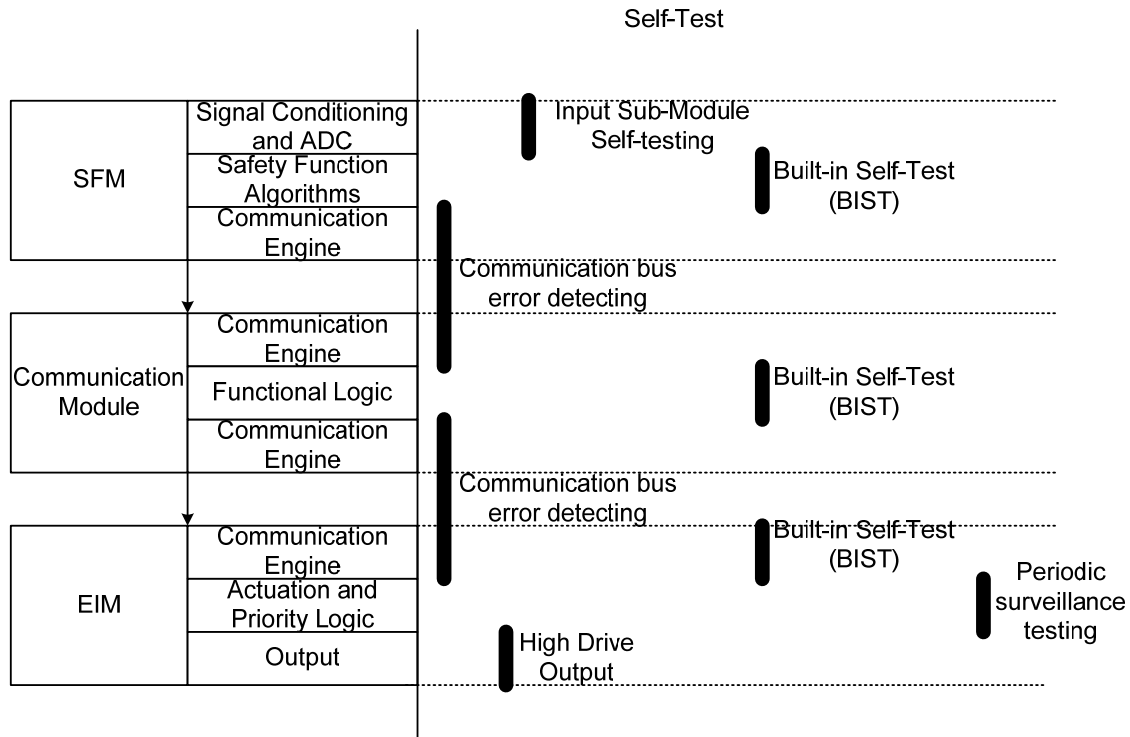 Self-Test
SFM
Signal Conditioning
and ADC
Safety Function
Algorithms
Communication
Engine
Input Sub-Module
Self-testing
Built-in Self-Test
(BIST)
Communication bus
error detecting
Communication
Module
Communication
Engine
Functional Logic
Communication
Engine
Built-in Self-Test
(BIST)
Communication bus
error detecting
EIM
Communication
Engine
Actuation and
Priority Logic
Output
Built-in Self-Test
(BIST)
Periodic
surveillance
testing
High Drive
Output